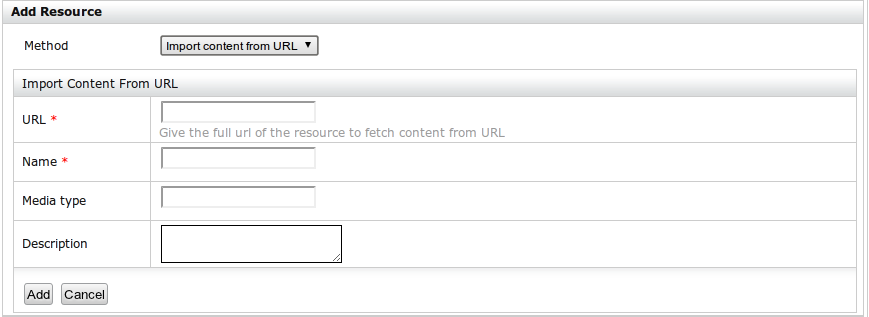 Add Resource
Method Import content from URL
Import Content From URL
URL *
Give the full url of the resource to fetch content from URL
Name *
Media type
Description
Add Cancel